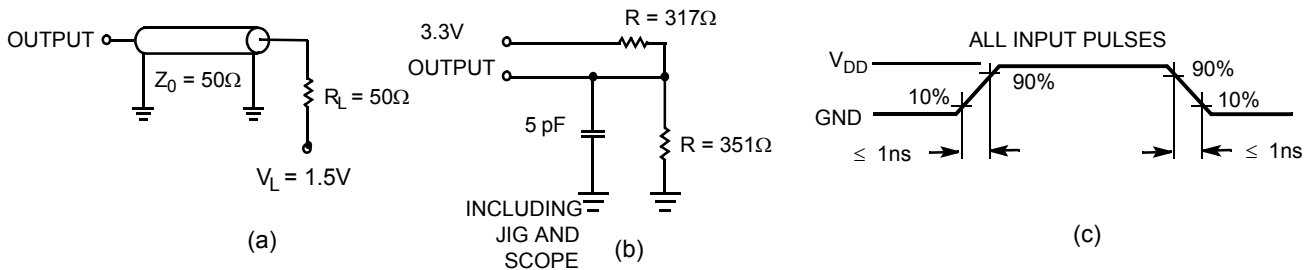 OUTPUT
Z0 = 50Ω
RL = 50Ω
VL = 1.5V
(a)
R = 317Ω
3.3V
OUTPUT
5 pF
R = 351Ω
INCLUDING
JIG AND
SCOPE
(b)
ALL INPUT PULSES
VDD
GND
10%
90%
90%
10%
≤ 1ns
≤ 1ns
(c)